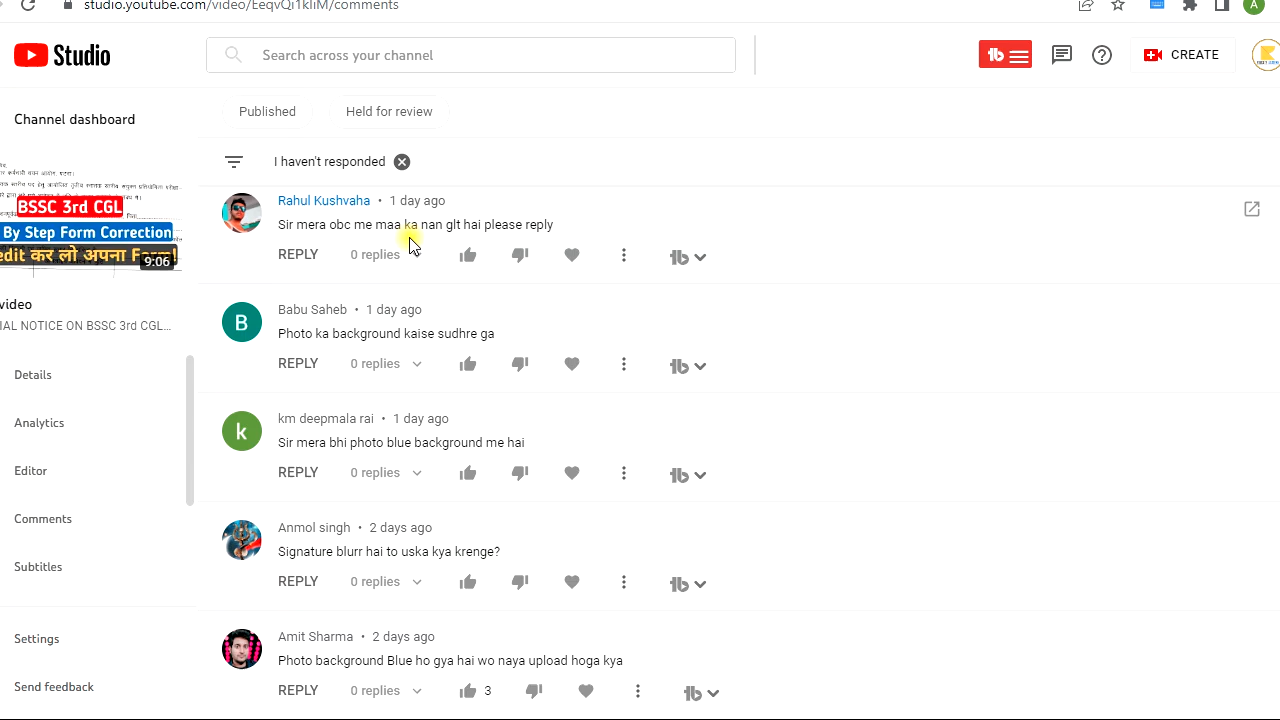 studio.youtube.com/video/EeqvQi1kIiM/comments
A
Studio
Search across your channel
CREATE
Published
Held for review
Channel dashboard
I haven't responded
BSSC 3rd CGL
By Step Form Correction
edit कर लो अपना Form!
9:06
video
IAL NOTICE ON BSSC 3rd CGL...
Details
Analytics
Editor
Comments
Subtitles
Settings
Send feedback
Rahul Kushvaha • 1 day ago
Sir mera obc me maa ka nan glt hai please reply
REPLY 0 replies
B
Babu Saheb • 1 day ago
Photo ka background kaise sudhre ga
REPLY 0 replies
k
km deepmala rai • 1 day ago
Sir mera bhi photo blue background me hai
REPLY 0 replies
Anmol singh • 2 days ago
Signature blurr hai to uska kya krenge?
REPLY 0 replies
Amit Sharma • 2 days ago
Photo background Blue ho gya hai wo naya upload hoga kya
REPLY 0 replies 3